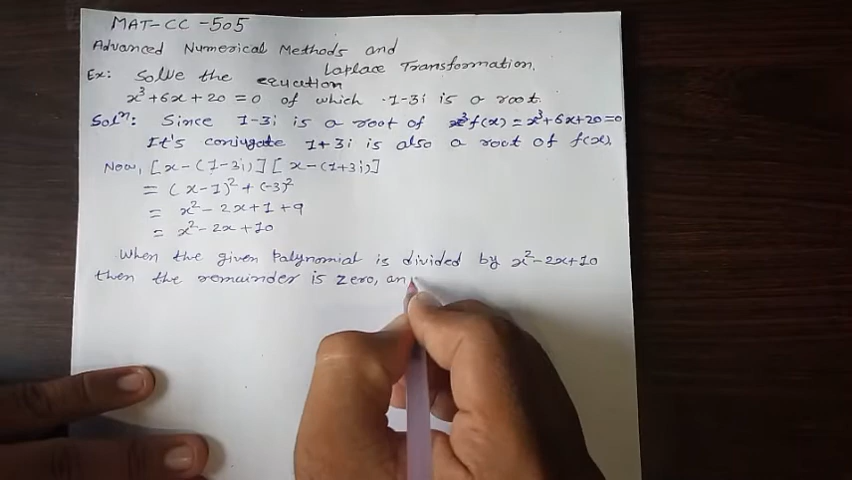 MAT-CC-505
Advanced Numerical Methods and
Laplace Transformation.
Ex: Solve the equation
x³+6x+20=0 of which 1-3i is a root.
Solⁿ: Since 1-3i is a root of f(x)=x³+6x+20=0
It's conjugate 1+3i is also a root of f(x).
Now, [x-(1-3i)][x-(1+3i)]
= (x-1)²+(-3)²
= x²-2x+1+9
= x²-2x+10
When the given Polynomial is divided by x²-2x+10
then the remainder is zero, an